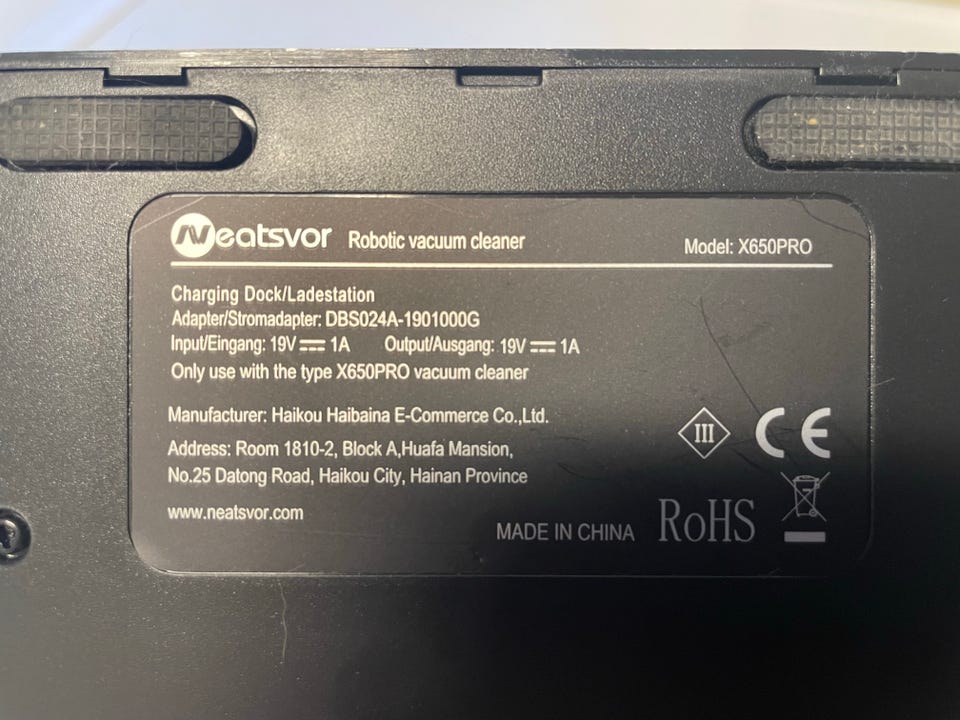 Neatsvor Robotic vacuum cleaner Model: X650PRO
Charging Dock/Ladestation
Adapter/Stromadapter: DBS024A-1901000G
Input/Eingang: 19V⎓1A Output/Ausgang: 19V⎓1A
Only use with the type X650PRO vacuum cleaner
Manufacturer: Haikou Haibaina E-Commerce Co.,Ltd.
Address: Room 1810-2, Block A,Huafa Mansion,
No.25 Datong Road, Haikou City, Hainan Province
III CE
www.neatsvor.com
MADE IN CHINA RoHS